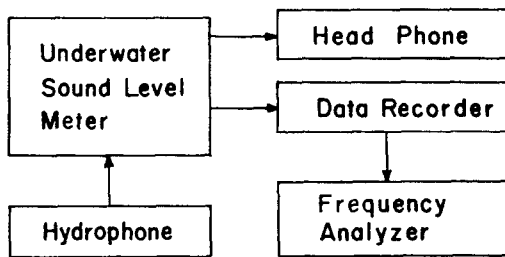 Underwater
Sound Level
Meter
Head Phone
Data Recorder
Hydrophone
Frequency
Analyzer